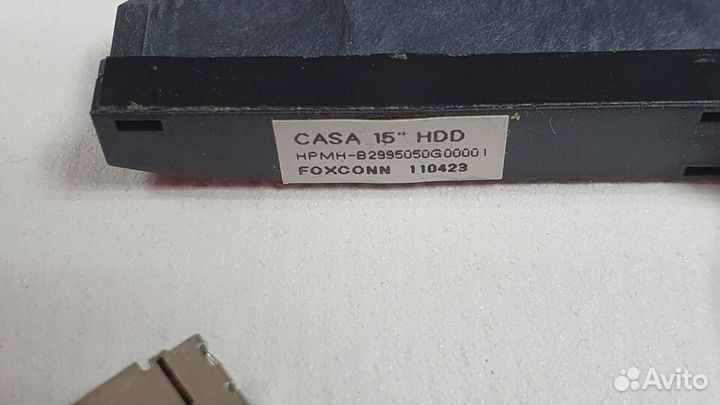 CASA 15" HDD
HPMH-B2995050G00001
FOXCONN 110423
Avito